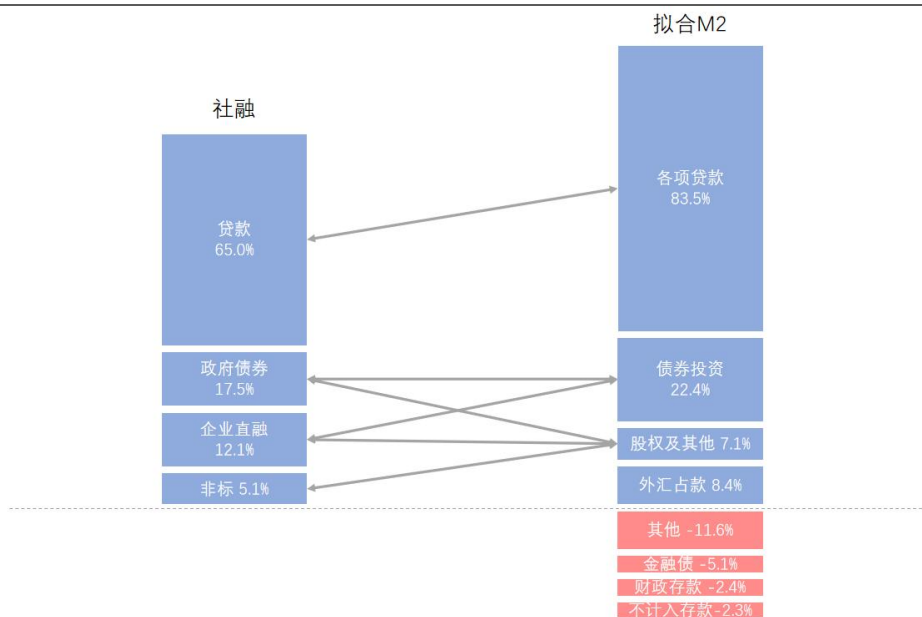 拟合M2
社融
各项贷款
83.5%
贷款
65.0%
政府债券
17.5%
债券投资
22.4%
企业直融
12.1%
股权及其他 7.1%
非标 5.1%
外汇占款 8.4%
其他 -11.6%
金融债 -5.1%
财政存款 -2.4%
不计入存款-2.3%